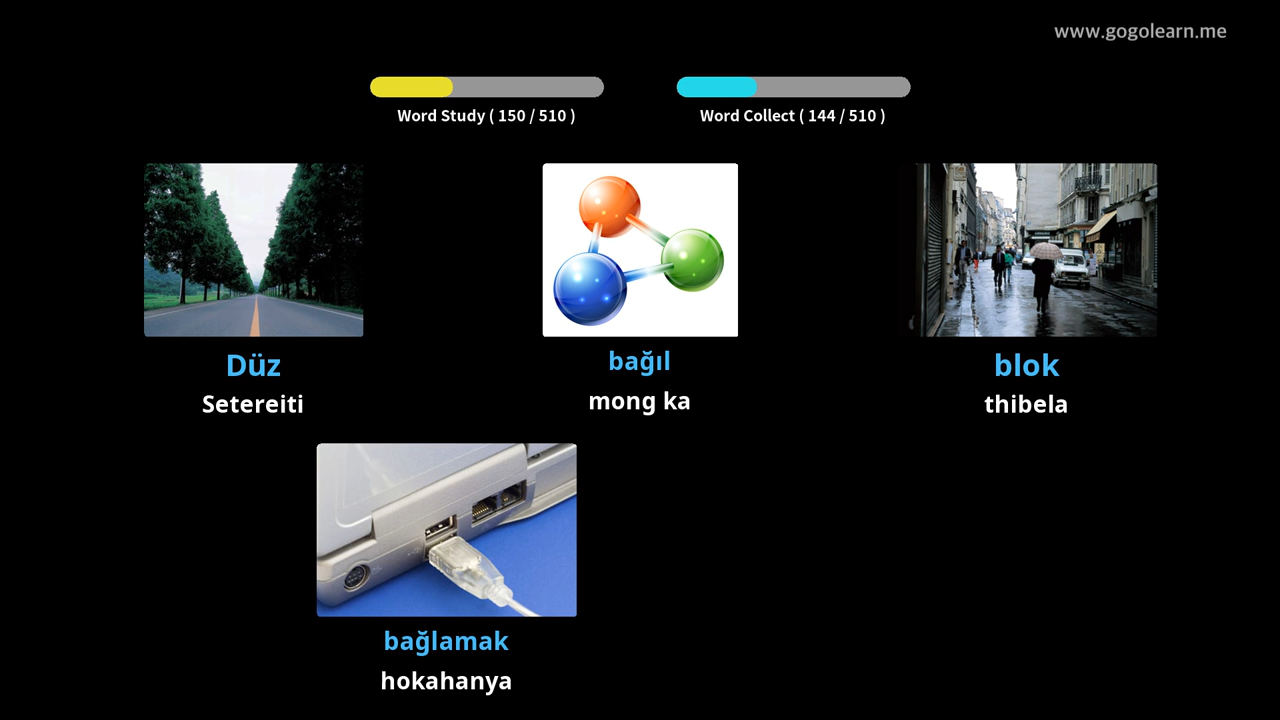 www.gogolearn.me
Word Study ( 150 / 510 )
Word Collect ( 144 / 510 )
Düz
Setereiti
bağıl
mong ka
blok
thibela
bağlamak
hokahanya